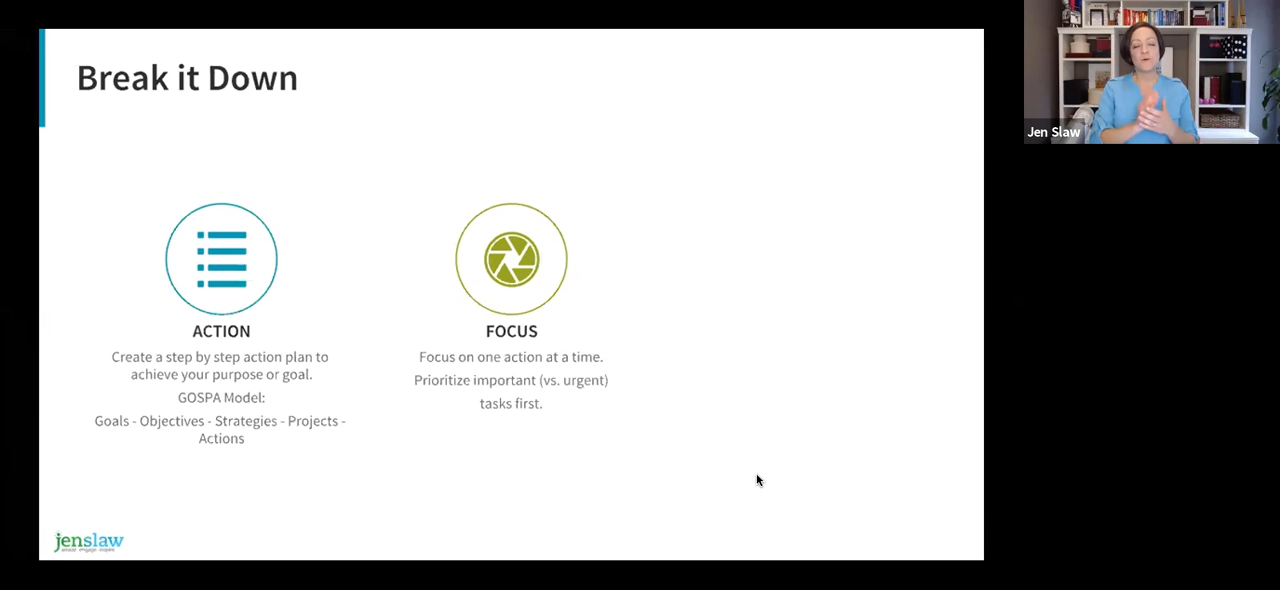 Break it Down
Jen Slaw
ACTION
Create a step by step action plan to
achieve your purpose or goal.
GOSPA Model:
Goals - Objectives - Strategies - Projects -
Actions
FOCUS
Focus on one action at a time.
Prioritize important (vs. urgent)
tasks first.
jenslaw